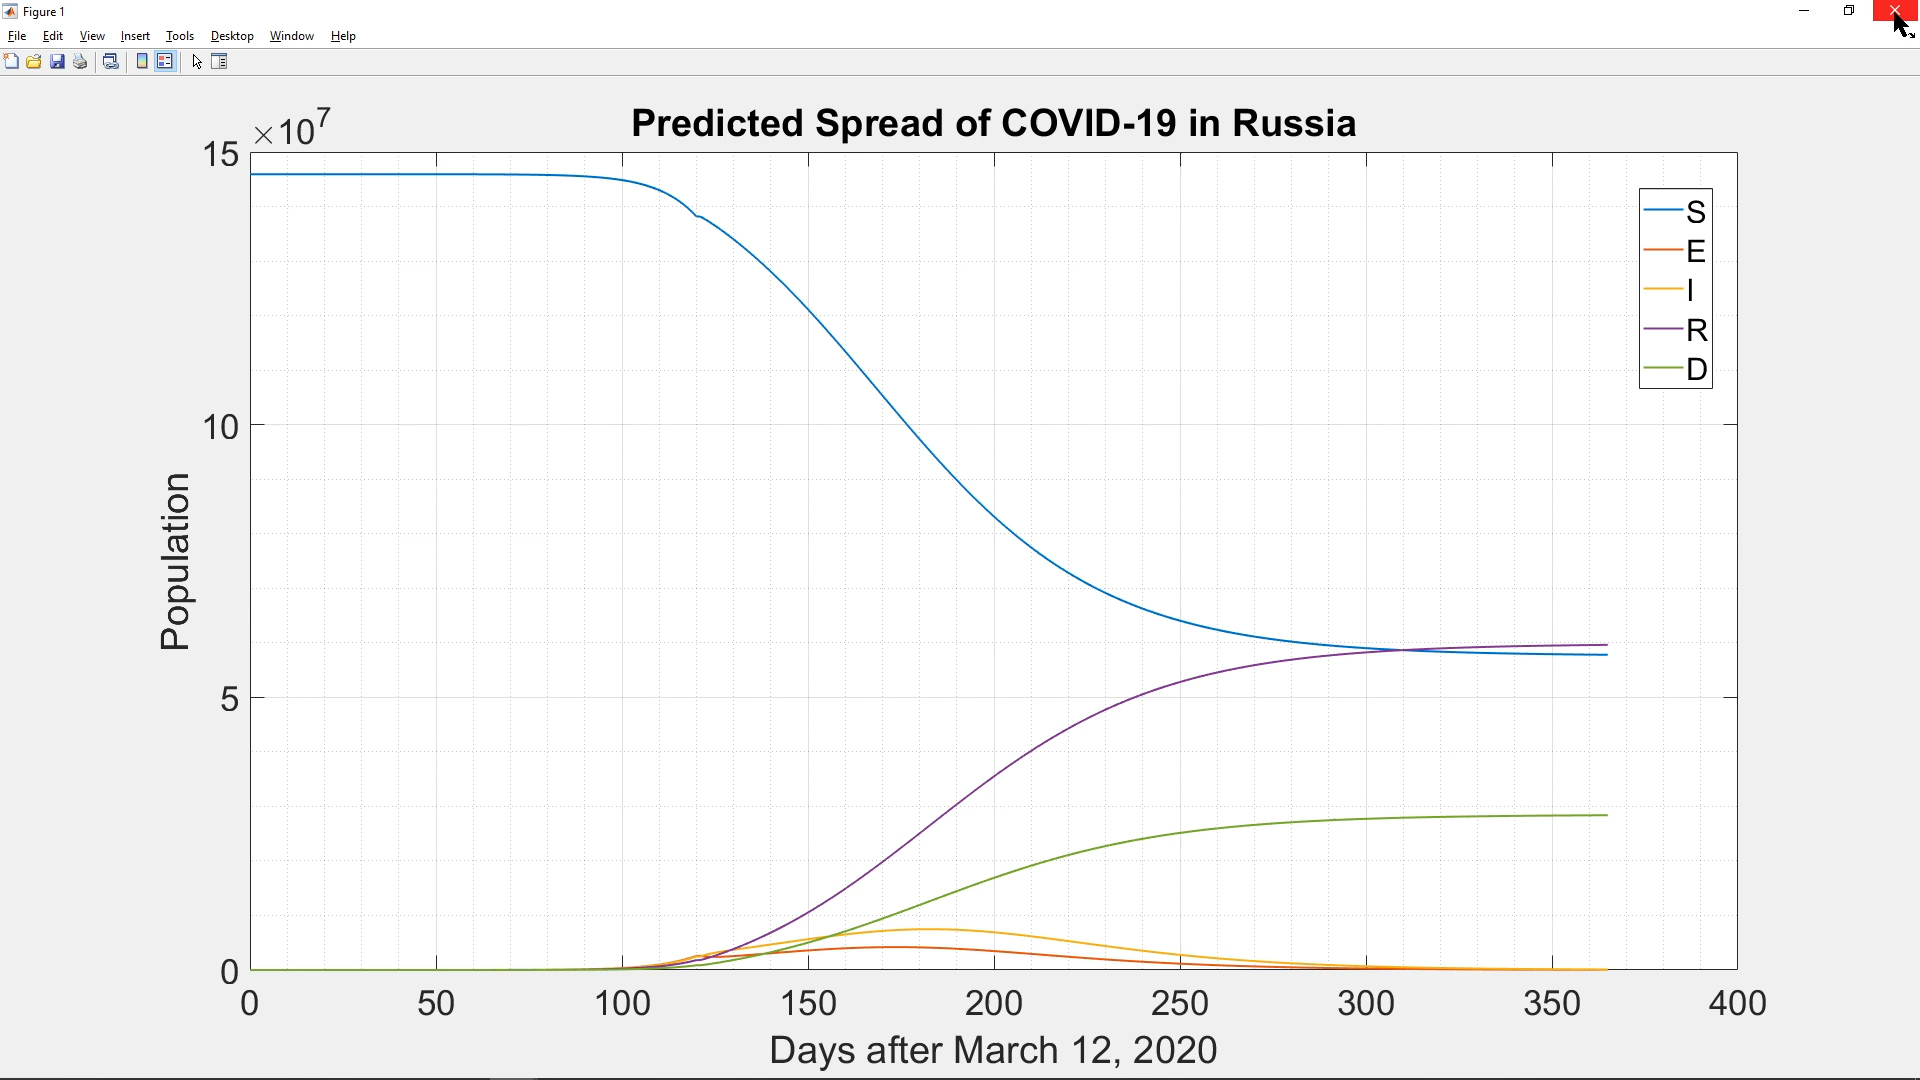 Figure 1
File Edit View Insert Tools Desktop Window Help
Predicted Spread of COVID-19 in Russia
×10^7
15
10
5
0
Population
S
E
I
R
D
0 50 100 150 200 250 300 350 400
Days after March 12, 2020